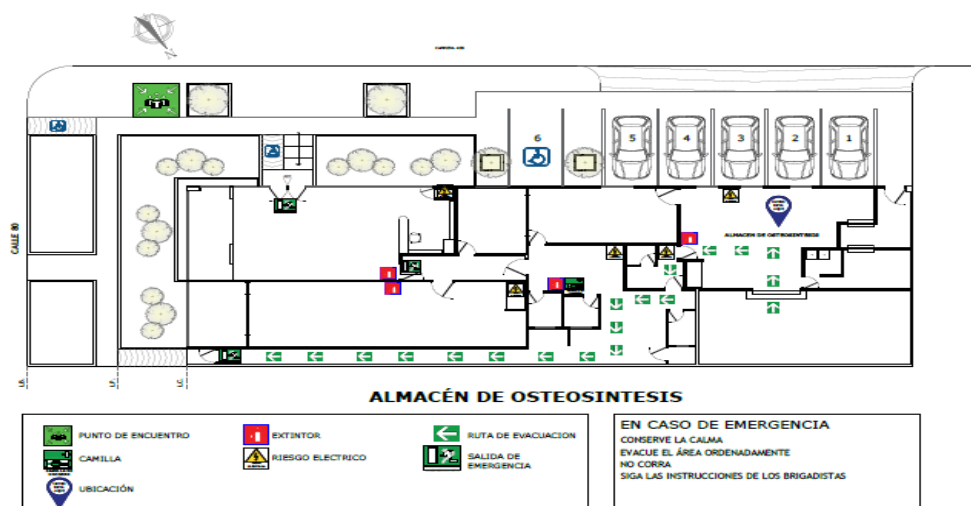 N
6
5
4
3
2
1
CALLE 80
ALMACEN DE OSTEOSINTESIS
ALMACÉN DE OSTEOSINTESIS
PUNTO DE ENCUENTRO
EXTINTOR
RUTA DE EVACUACION
CAMILLA
RIESGO ELECTRICO
SALIDA DE
EMERGENCIA
UBICACIÓN
EN CASO DE EMERGENCIA
CONSERVE LA CALMA
EVACUE EL ÁREA ORDENADAMENTE
NO CORRA
SIGA LAS INSTRUCCIONES DE LOS BRIGADISTAS